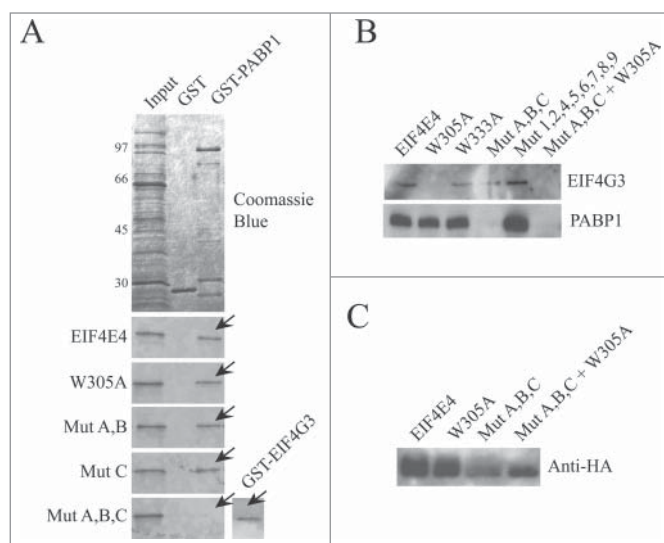 A
Input
GST
GST-PABP1
97
66
45
30
Coomassie
Blue
EIF4E4
W305A
Mut A,B
Mut C
Mut A,B,C
GST-EIF4G3
B
EIF4E4
W305A
W333A
Mut A,B,C
Mut 1,2,4,5,6,7,8,9
Mut A,B,C + W305A
EIF4G3
PABP1
C
EIF4E4
W305A
Mut A,B,C
Mut A,B,C + W305A
Anti-HA